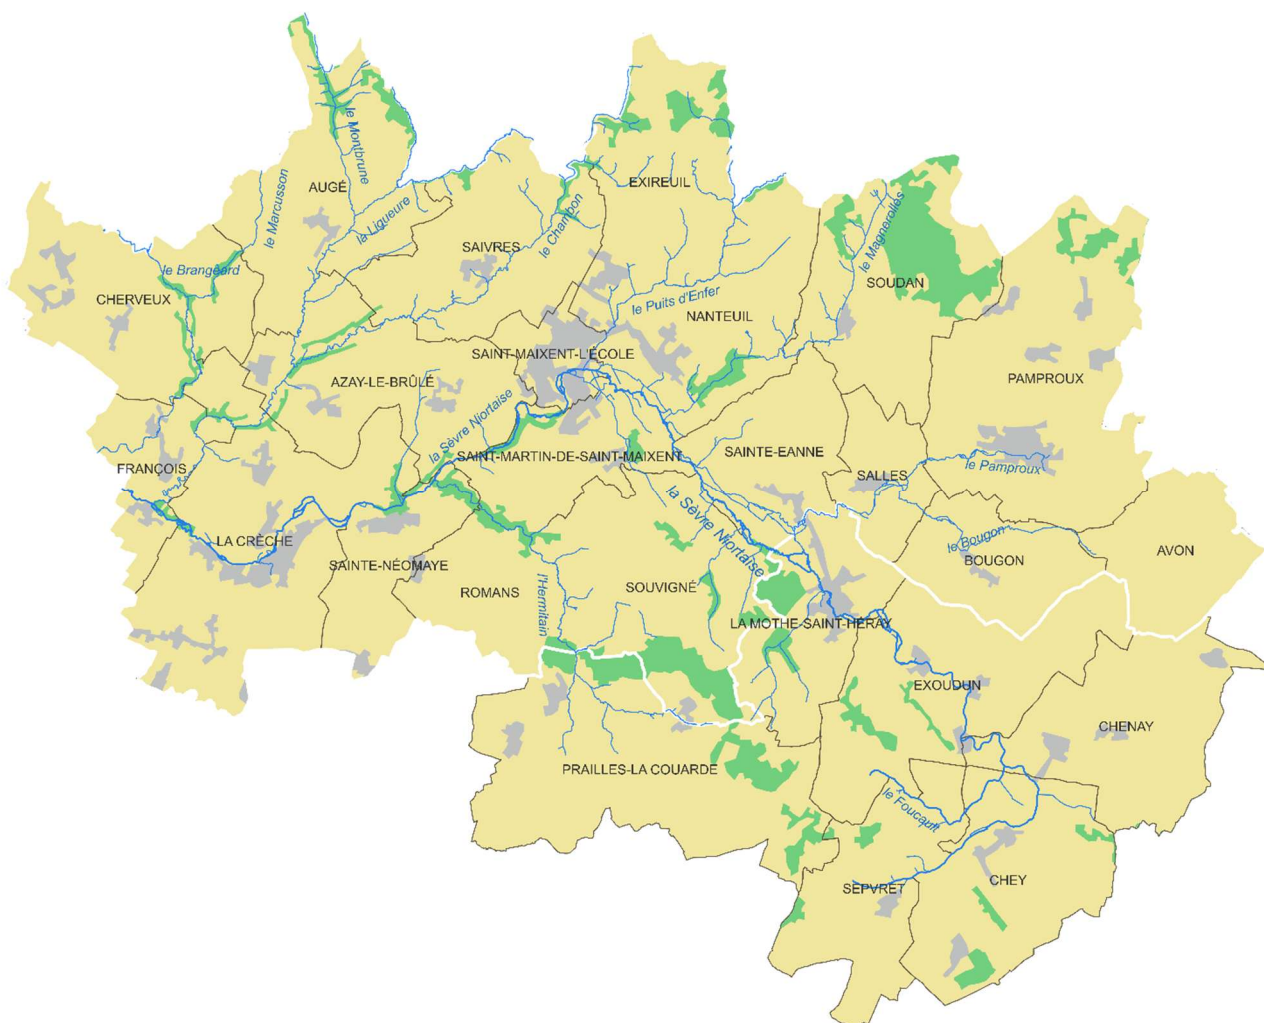 le Montbrune
EXIREUIL
AUGÉ
le Marcusson
la Ligueure
le Chambon
le Magnerolles
SAIVRES
le Brangeard
SOUDAN
CHERVEUX
le Puits d'Enfer
NANTEUIL
SAINT-MAIXENT-L'ÉCOLE
AZAY-LE-BRÛLÉ
PAMPROUX
la Sèvre Niortaise
SAINT-MARTIN-DE-SAINT-MAIXENT
SAINTE-EANNE
FRANÇOIS
le Pamproux
SALLES
la Sèvre Niortaise
LA CRÈCHE
le Bougon
AVON
SAINTE-NÉOMAYE
BOUGON
ROMANS
l'Hermitain
SOUVIGNÉ
LA MOTHE-SAINT-HÉRAY
EXOUDUN
CHENAY
PRAILLES-LA COUARDE
le Foucault
SEPVRET
CHEY